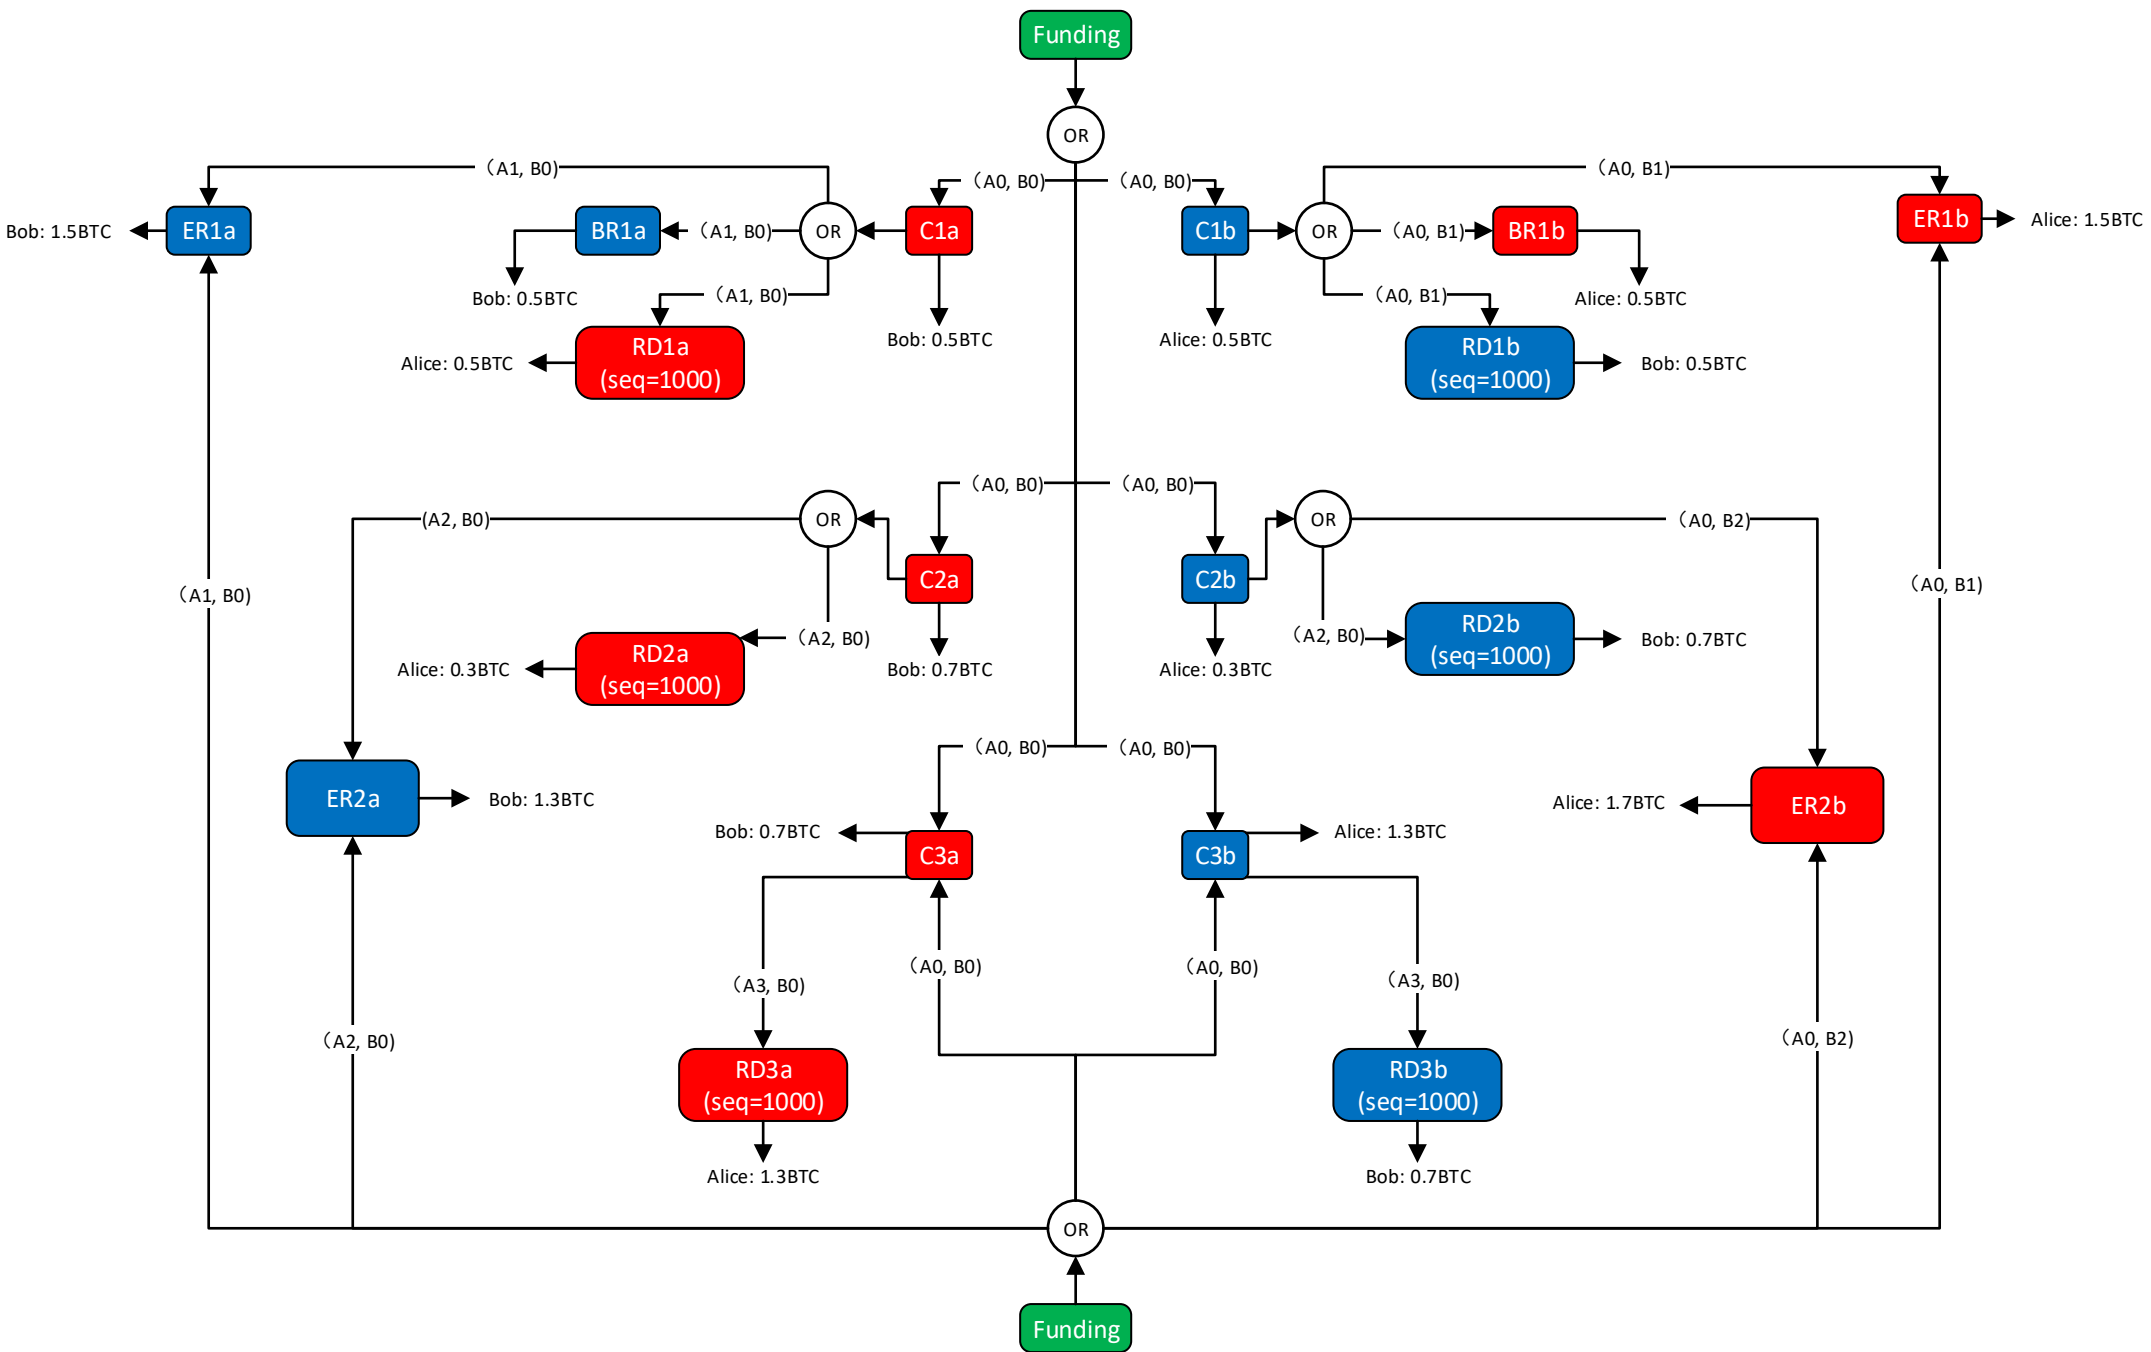 Funding
OR
（A1, B0)
（A0, B0)
（A0, B0)
（A0, B1)
Bob: 1.5BTC
ER1a
BR1a
（A1, B0)
OR
C1a
C1b
OR
（A0, B1)
BR1b
ER1b
Alice: 1.5BTC
Bob: 0.5BTC
（A1, B0)
（A0, B1)
Alice: 0.5BTC
Bob: 0.5BTC
Alice: 0.5BTC
Alice: 0.5BTC
RD1a
(seq=1000)
RD1b
(seq=1000)
Bob: 0.5BTC
（A0, B0)
（A0, B0)
(A2, B0)
OR
OR
（A0, B2)
C2a
C2b
（A1, B0)
（A0, B1)
（A2, B0)
（A2, B0)
Alice: 0.3BTC
RD2a
(seq=1000)
Bob: 0.7BTC
Alice: 0.3BTC
RD2b
(seq=1000)
Bob: 0.7BTC
（A0, B0)
（A0, B0)
ER2a
Bob: 1.3BTC
Bob: 0.7BTC
C3a
C3b
Alice: 1.3BTC
Alice: 1.7BTC
ER2b
（A0, B0)
（A0, B0)
（A3, B0)
（A3, B0)
（A2, B0)
（A0, B2)
RD3a
(seq=1000)
RD3b
(seq=1000)
Alice: 1.3BTC
Bob: 0.7BTC
OR
Funding